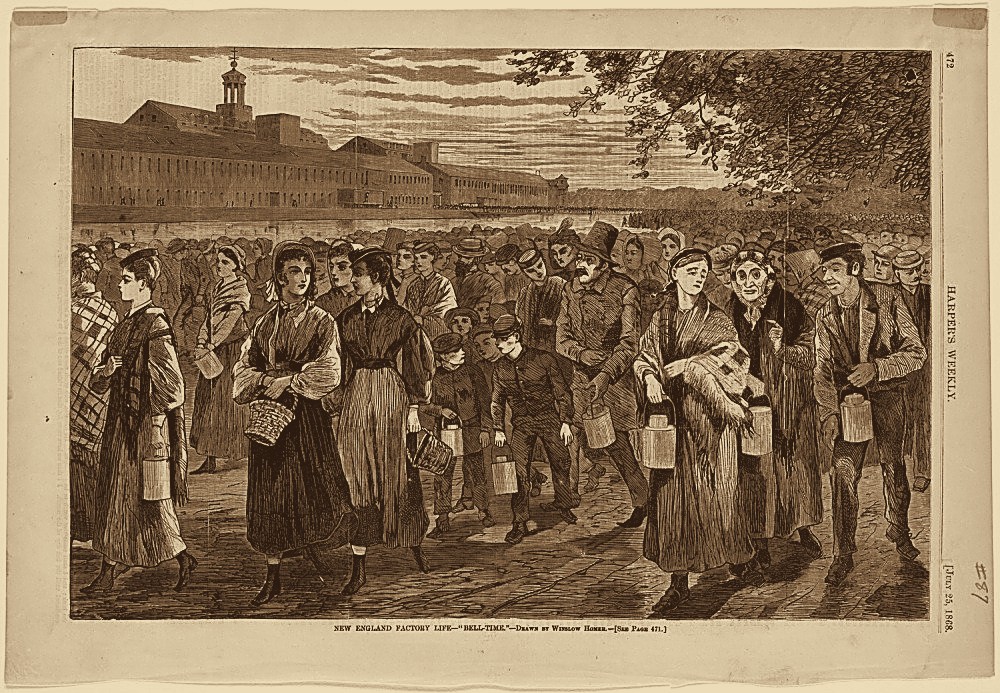 472
HARPER'S WEEKLY.
[July 25, 1868.
#87
NEW ENGLAND FACTORY LIFE—"BELL-TIME."—Drawn by Winslow Homer.—[See Page 471.]